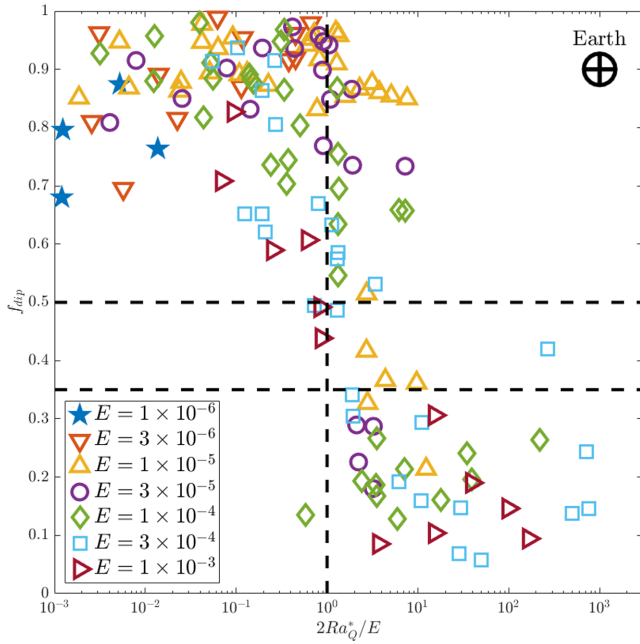 1
0.9
0.8
0.7
0.6
0.5
0.4
0.3
0.2
0.1
0
f_dip
Earth
E = 1 × 10^-6
E = 3 × 10^-6
E = 1 × 10^-5
E = 3 × 10^-5
E = 1 × 10^-4
E = 3 × 10^-4
E = 1 × 10^-3
10^-3 10^-2 10^-1 10^0 10^1 10^2 10^3
2Ra*_Q/E